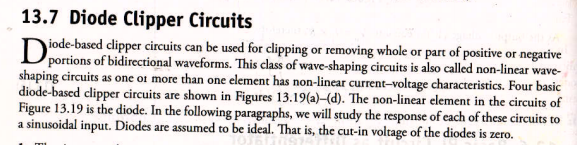 13.7 Diode Clipper Circuits
Diode-based clipper circuits can be used for clipping or removing whole or part of positive or negative
portions of bidirectional waveforms. This class of wave-shaping circuits is also called non-linear wave-
shaping circuits as one or more than one element has non-linear current–voltage characteristics. Four basic
diode-based clipper circuits are shown in Figures 13.19(a)–(d). The non-linear element in the circuits of
Figure 13.19 is the diode. In the following paragraphs, we will study the response of each of these circuits to
a sinusoidal input. Diodes are assumed to be ideal. That is, the cut-in voltage of the diodes is zero.